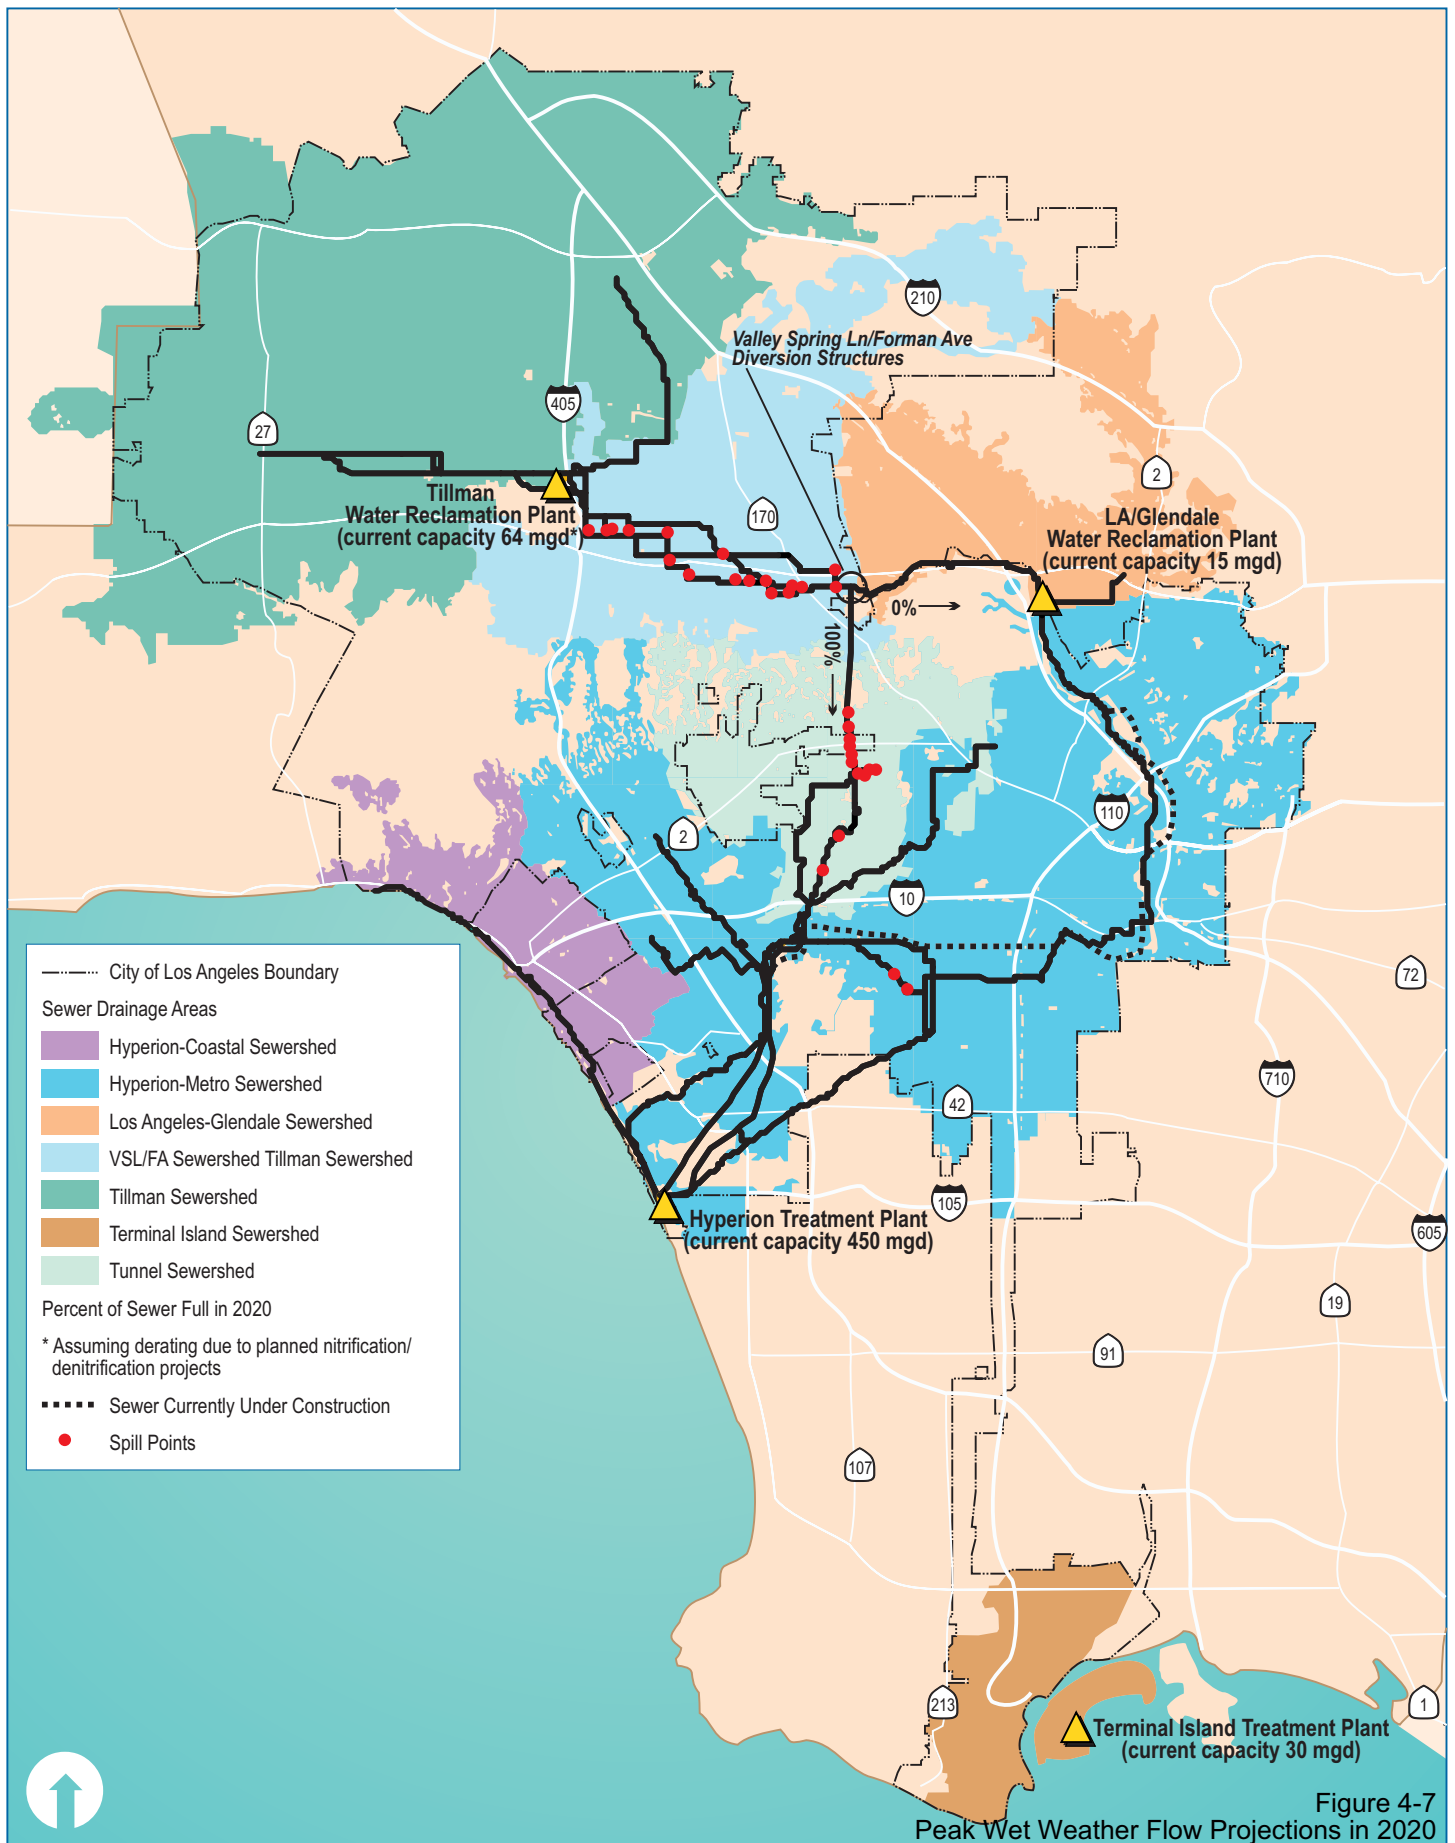 210
Valley Spring Ln/Forman Ave
Diversion Structures
405
27
2
Tillman
Water Reclamation Plant
(current capacity 64 mgd*)
170
LA/Glendale
Water Reclamation Plant
(current capacity 15 mgd)
0%
100%
110
2
10
72
710
42
105
605
19
91
107
213
1
Hyperion Treatment Plant
(current capacity 450 mgd)
Terminal Island Treatment Plant
(current capacity 30 mgd)
City of Los Angeles Boundary
Sewer Drainage Areas
Hyperion-Coastal Sewershed
Hyperion-Metro Sewershed
Los Angeles-Glendale Sewershed
VSL/FA Sewershed Tillman Sewershed
Tillman Sewershed
Terminal Island Sewershed
Tunnel Sewershed
Percent of Sewer Full in 2020
* Assuming derating due to planned nitrification/
denitrification projects
Sewer Currently Under Construction
Spill Points
Figure 4-7
Peak Wet Weather Flow Projections in 2020